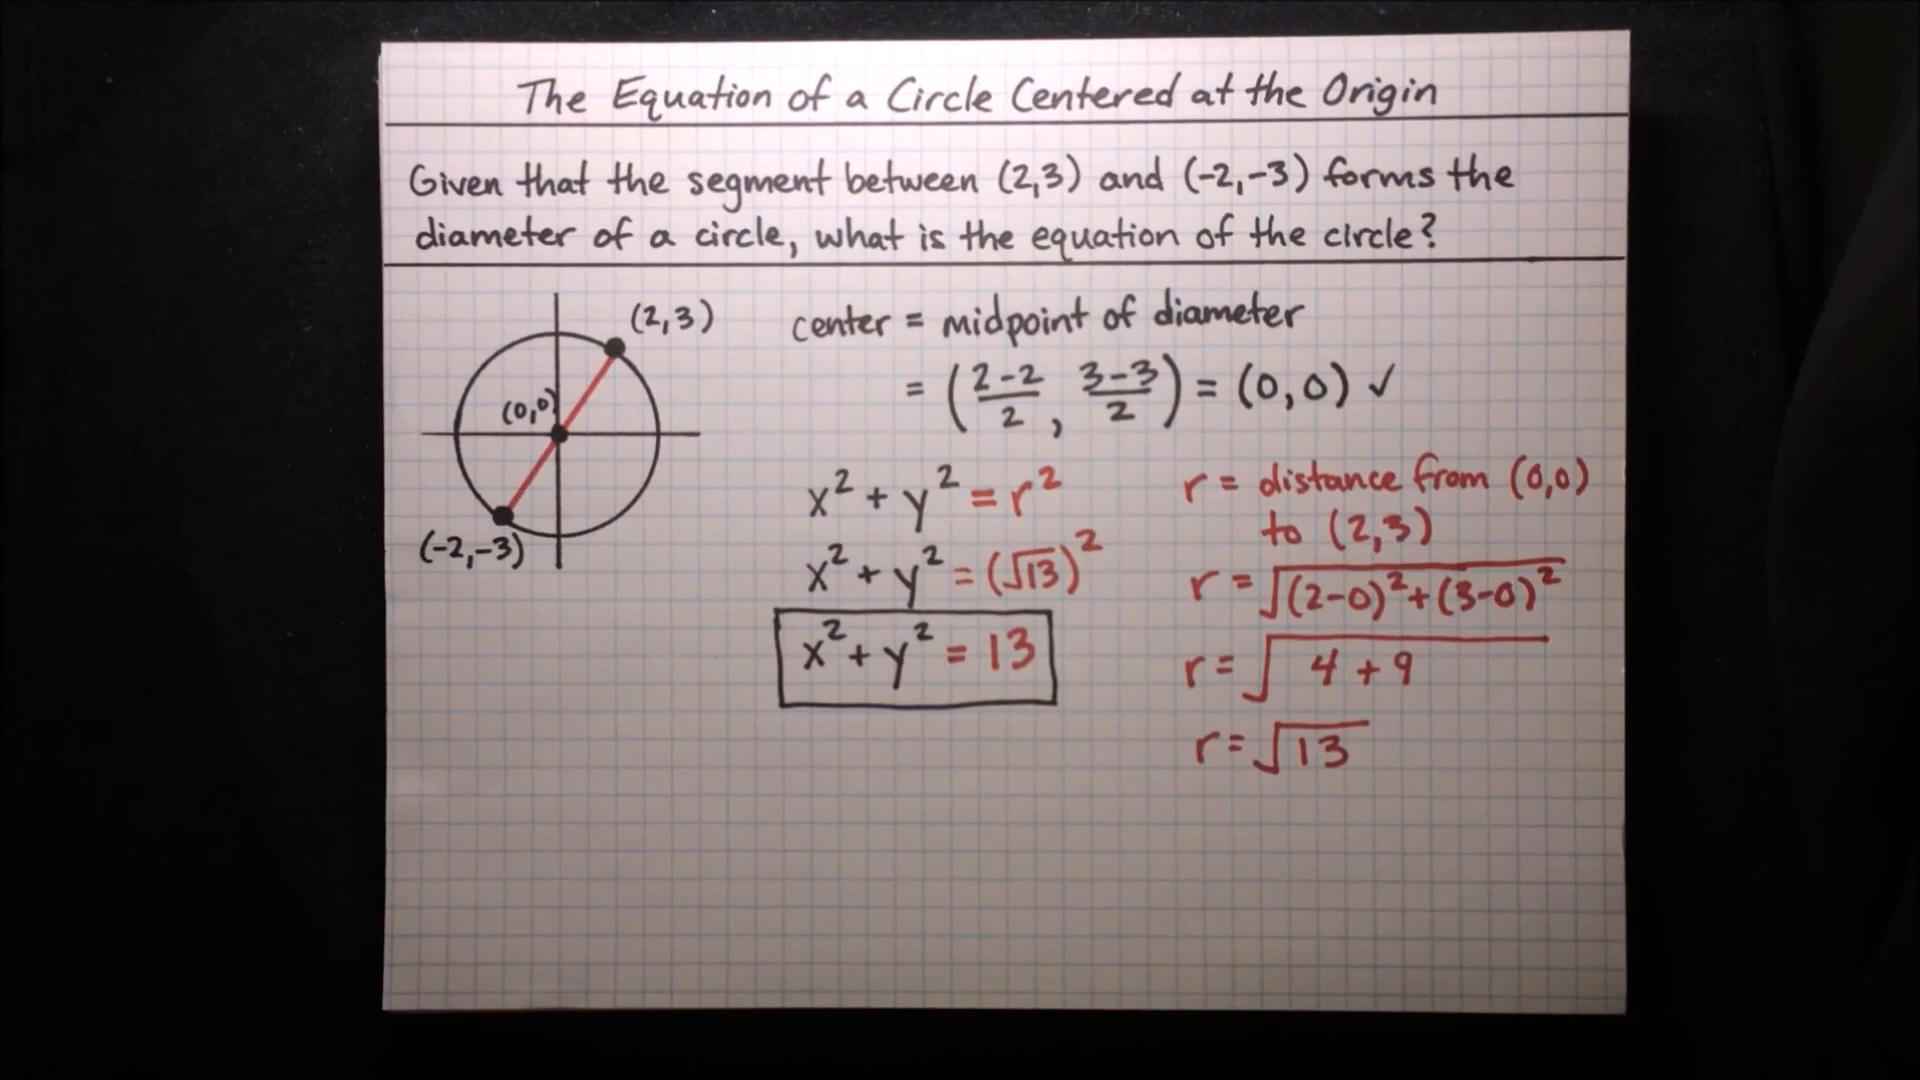 The Equation of a Circle Centered at the Origin
Given that the segment between (2,3) and (-2,-3) forms the
diameter of a circle, what is the equation of the circle?
(2,3)
(0,0)
(-2,-3)
center = midpoint of diameter
= (2-2/2, 3-3/2) = (0,0) ✓
x² + y² = r²
x² + y² = (√13)²
x² + y² = 13
r = distance from (0,0)
to (2,3)
r = √(2-0)² + (3-0)²
r = √4 + 9
r = √13